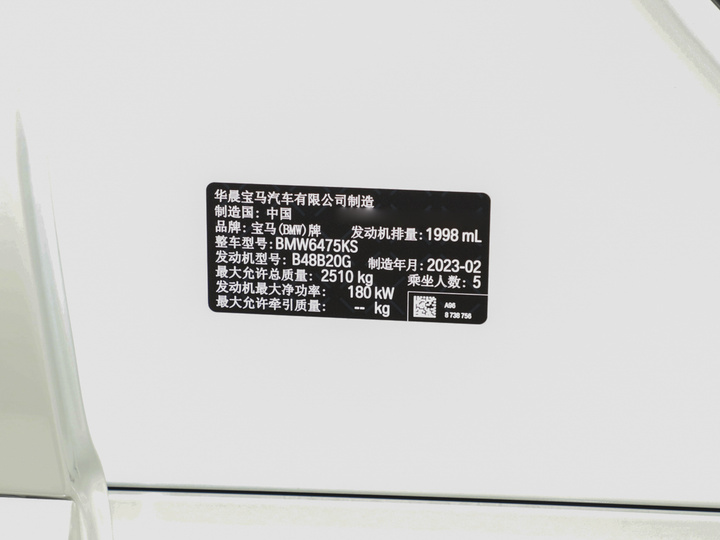 华晨宝马汽车有限公司制造
制造国：中国
品牌：宝马(BMW)牌 发动机排量：1998 mL
整车型号：BMW6475KS
发动机型号：B48B20G 制造年月：2023-02
最大允许总质量：2510 kg 乘坐人数：5
发动机最大净功率：180 kW
最大允许牵引质量：-- kg
A96
8 738 756